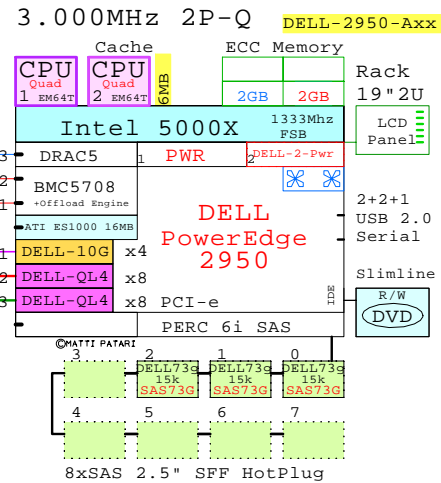 3.000MHz 2P-Q
DELL-2950-Axx
Cache
ECC Memory
CPU
Quad
1 EM64T
CPU
Quad
2 EM64T
6MB
2GB
2GB
Rack
19"2U
Intel 5000X
1333Mhz
FSB
LCD
Panel
3
DRAC5
1
PWR
2
DELL-2-Pwr
2
1
BMC5708
+Offload Engine
ATI ES1000 16MB
DELL
PowerEdge
2950
2+2+1
USB 2.0
Serial
1
DELL-10G
x4
2
DELL-QL4
x8
3
DELL-QL4
x8 PCI-e
IDE
Slimline
R/W
DVD
PERC 6i SAS
©MATTI PATARI
3
2
1
0
DELL73g
15k
SAS73G
DELL73g
15k
SAS73G
DELL73g
15k
SAS73G
4
5
6
7
8xSAS 2.5" SFF HotPlug